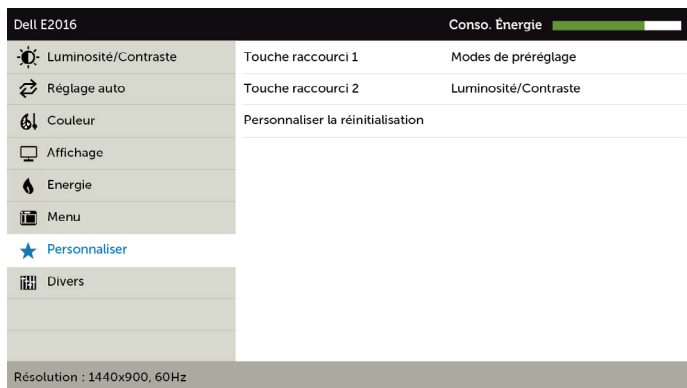 Dell E2016 Conso. Énergie
Luminosité/Contraste Touche raccourci 1 Modes de préréglage
Réglage auto Touche raccourci 2 Luminosité/Contraste
Couleur Personnaliser la réinitialisation
Affichage
Energie
Menu
Personnaliser
Divers
Résolution : 1440x900, 60Hz